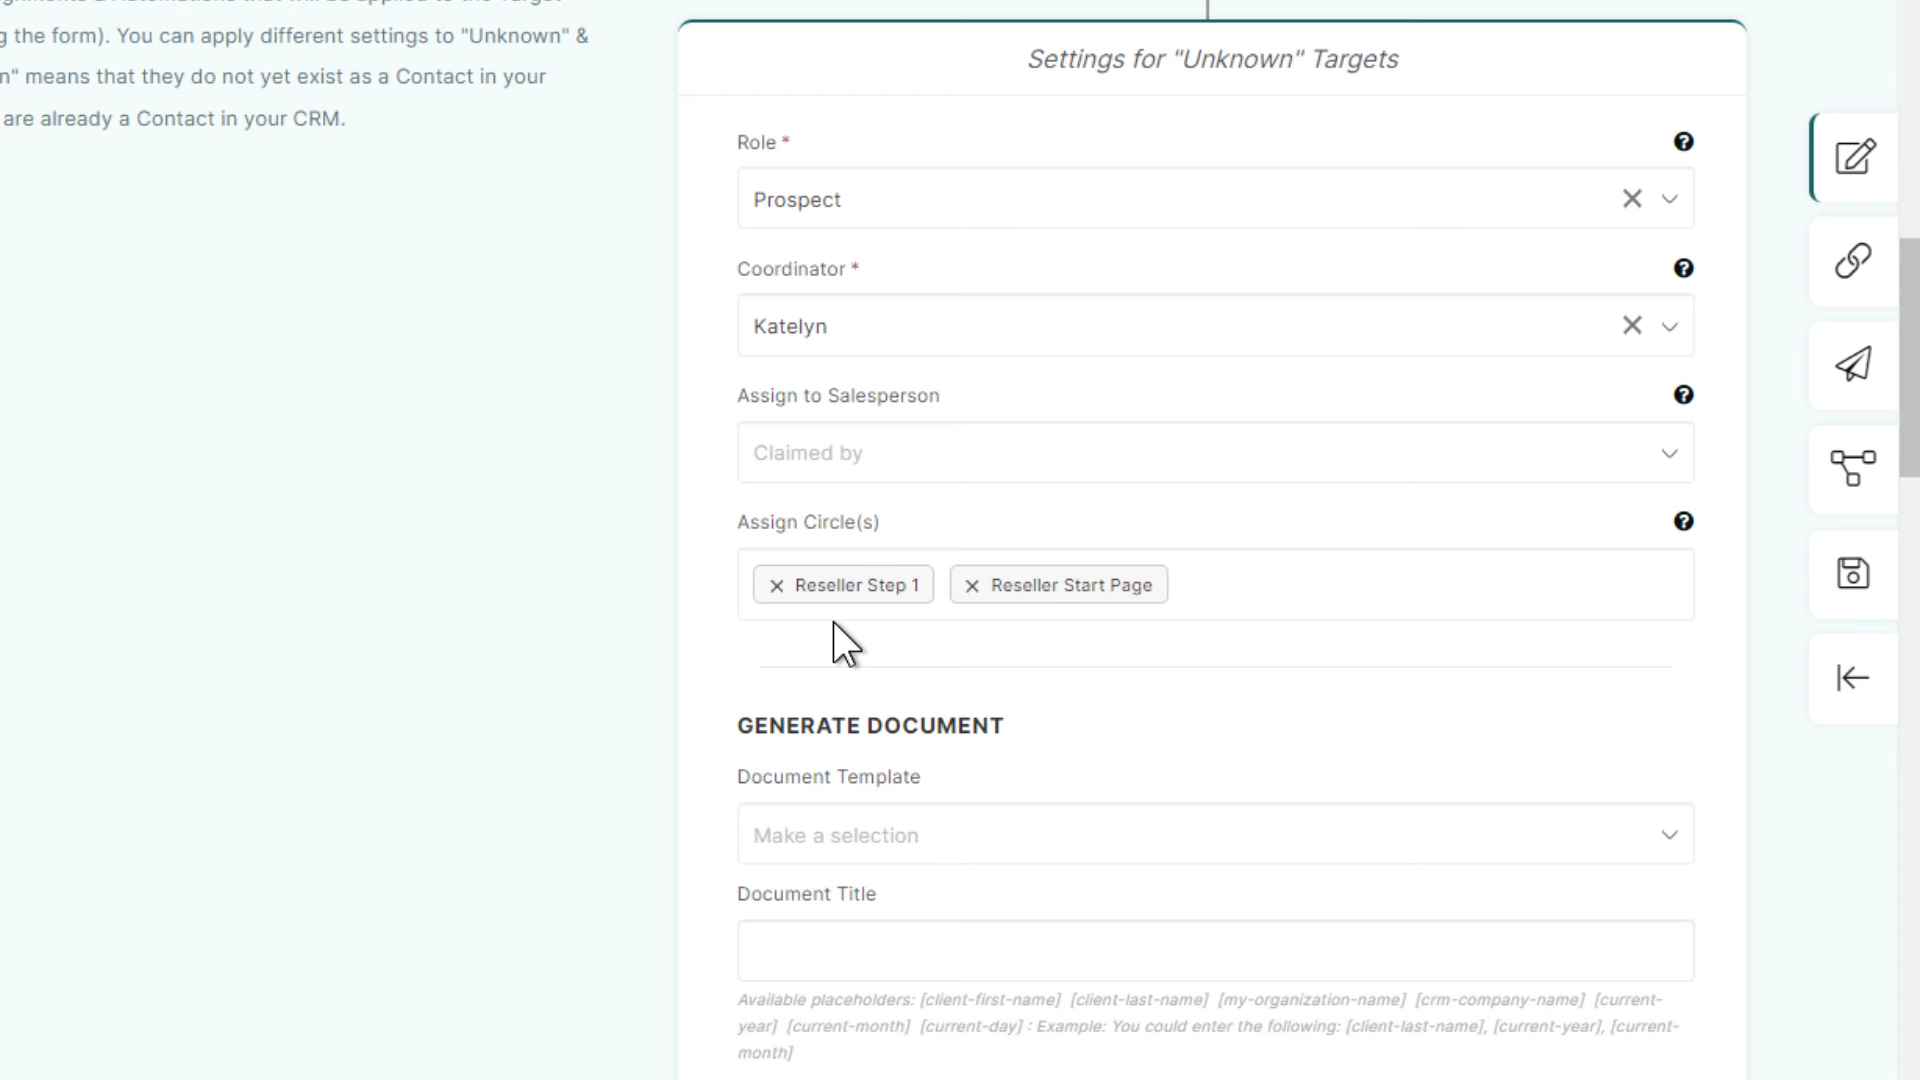 the form). You can apply different settings to "Unknown" &
n" means that they do not yet exist as a Contact in your
are already a Contact in your CRM.
Settings for "Unknown" Targets
Role *
Prospect
Coordinator *
Katelyn
Assign to Salesperson
Claimed by
Assign Circle(s)
Reseller Step 1
Reseller Start Page
GENERATE DOCUMENT
Document Template
Make a selection
Document Title
Available placeholders: [client-first-name] [client-last-name] [my-organization-name] [crm-company-name] [current-
year] [current-month] [current-day] : Example: You could enter the following: [client-last-name], [current-year], [current-
month]